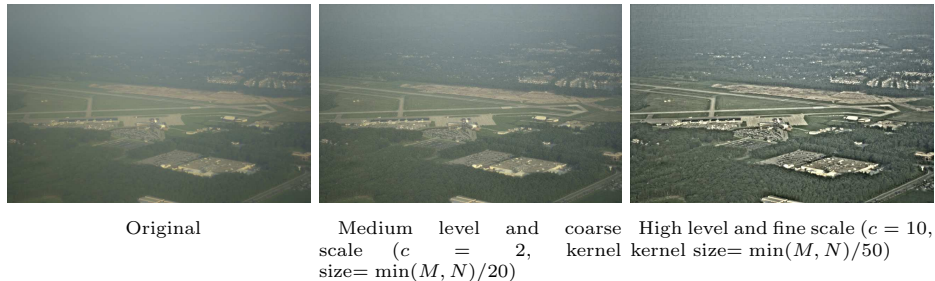 Original
Medium level and coarse
scale (c = 2, kernel
size= min(M, N)/20)
High level and fine scale (c = 10,
kernel size= min(M, N)/50)